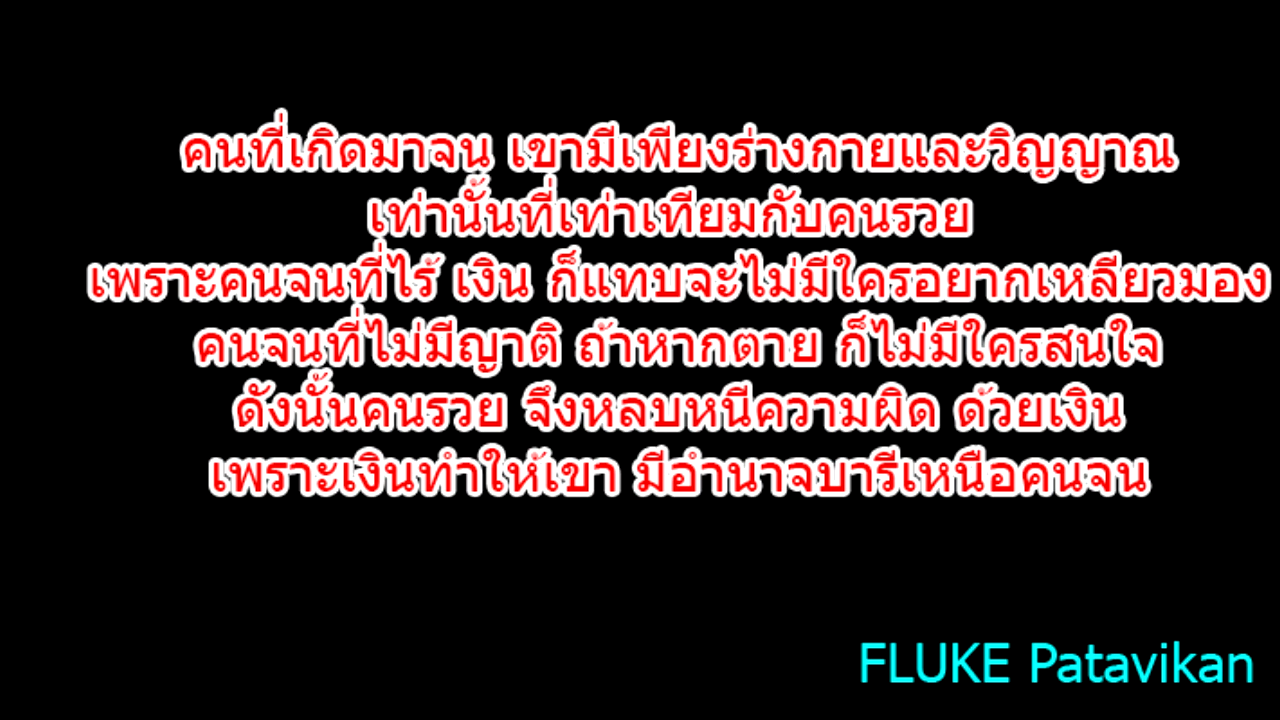 คนที่เกิดมาจน เขามีเพียงร่างกายและวิญญาณ
เท่านั้นที่เท่าเทียมกับคนรวย
เพราะคนจนที่ไร้ เงิน ก็แทบจะไม่มีใครอยากเหลียวมอง
คนจนที่ไม่มีญาติ ถ้าหากตาย ก็ไม่มีใครสนใจ
ดังนั้นคนรวย จึงหลบหนีความผิด ด้วยเงิน
เพราะเงินทำให้เขา มีอำนาจบารีเหนือคนจน
FLUKE Patavikan